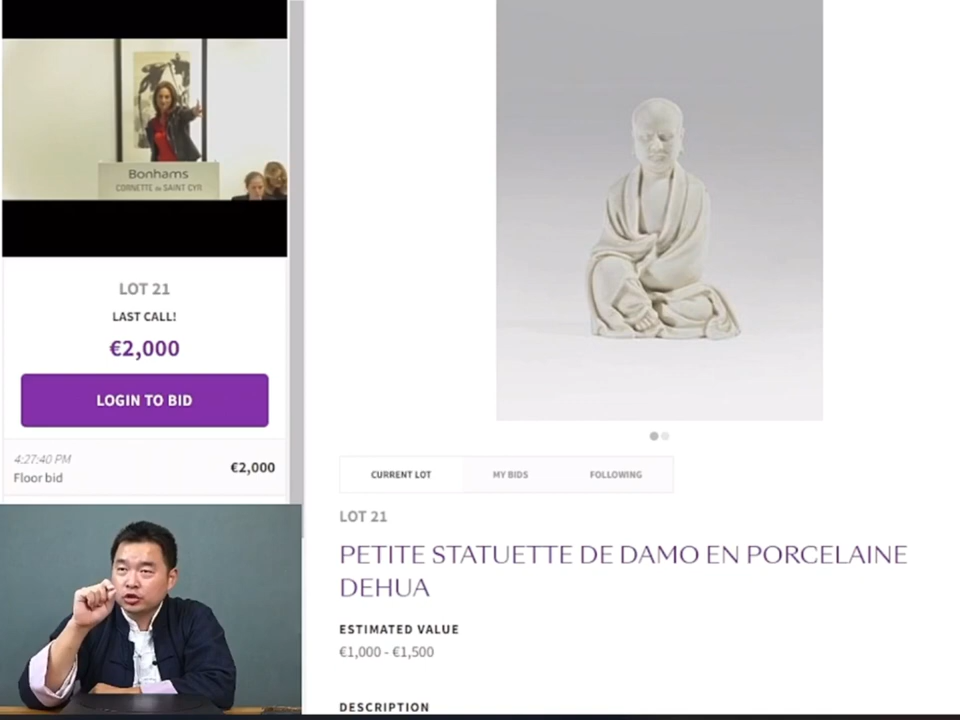 Bonhams
CORNETTE de SAINT CYR
LOT 21
LAST CALL!
€2,000
LOGIN TO BID
4:27:40 PM
Floor bid
€2,000
CURRENT LOT
MY BIDS
FOLLOWING
LOT 21
PETITE STATUETTE DE DAMO EN PORCELAINE
DEHUA
ESTIMATED VALUE
€1,000 - €1,500
DESCRIPTION